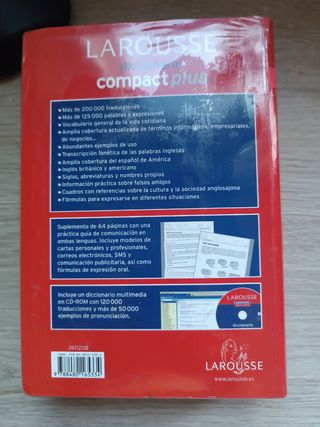 LAROUSSE
diccionario
compact plus
• Más de 200 000 traducciones
• Más de 125 000 palabras y expresiones
• Vocabulario general de la vida cotidiana
• Amplia cobertura actualizada de términos informáticos, empresariales,
de negocios...
• Abundantes ejemplos de uso
• Transcripción fonética de las palabras inglesas
• Amplia cobertura del español de América
• Inglés británico y americano
• Siglas, abreviaturas y nombres propios
• Información práctica sobre falsos amigos
• Cuadros con referencias sobre la cultura y la sociedad anglosajona
• Fórmulas para expresarse en diferentes situaciones
Suplemento de 64 páginas con una
práctica guía de comunicación en
ambas lenguas. Incluye modelos de
cartas personales y profesionales,
correos electrónicos, SMS y
comunicación publicitaria, así como
fórmulas de expresión oral.
Incluye un diccionario multimedia
en CD-ROM con 120 000
traducciones y más de 50 000
ejemplos de pronunciación.
LAROUSSE
diccionario
2611208
9 788480 165334
LAROUSSE
www.larousse.es